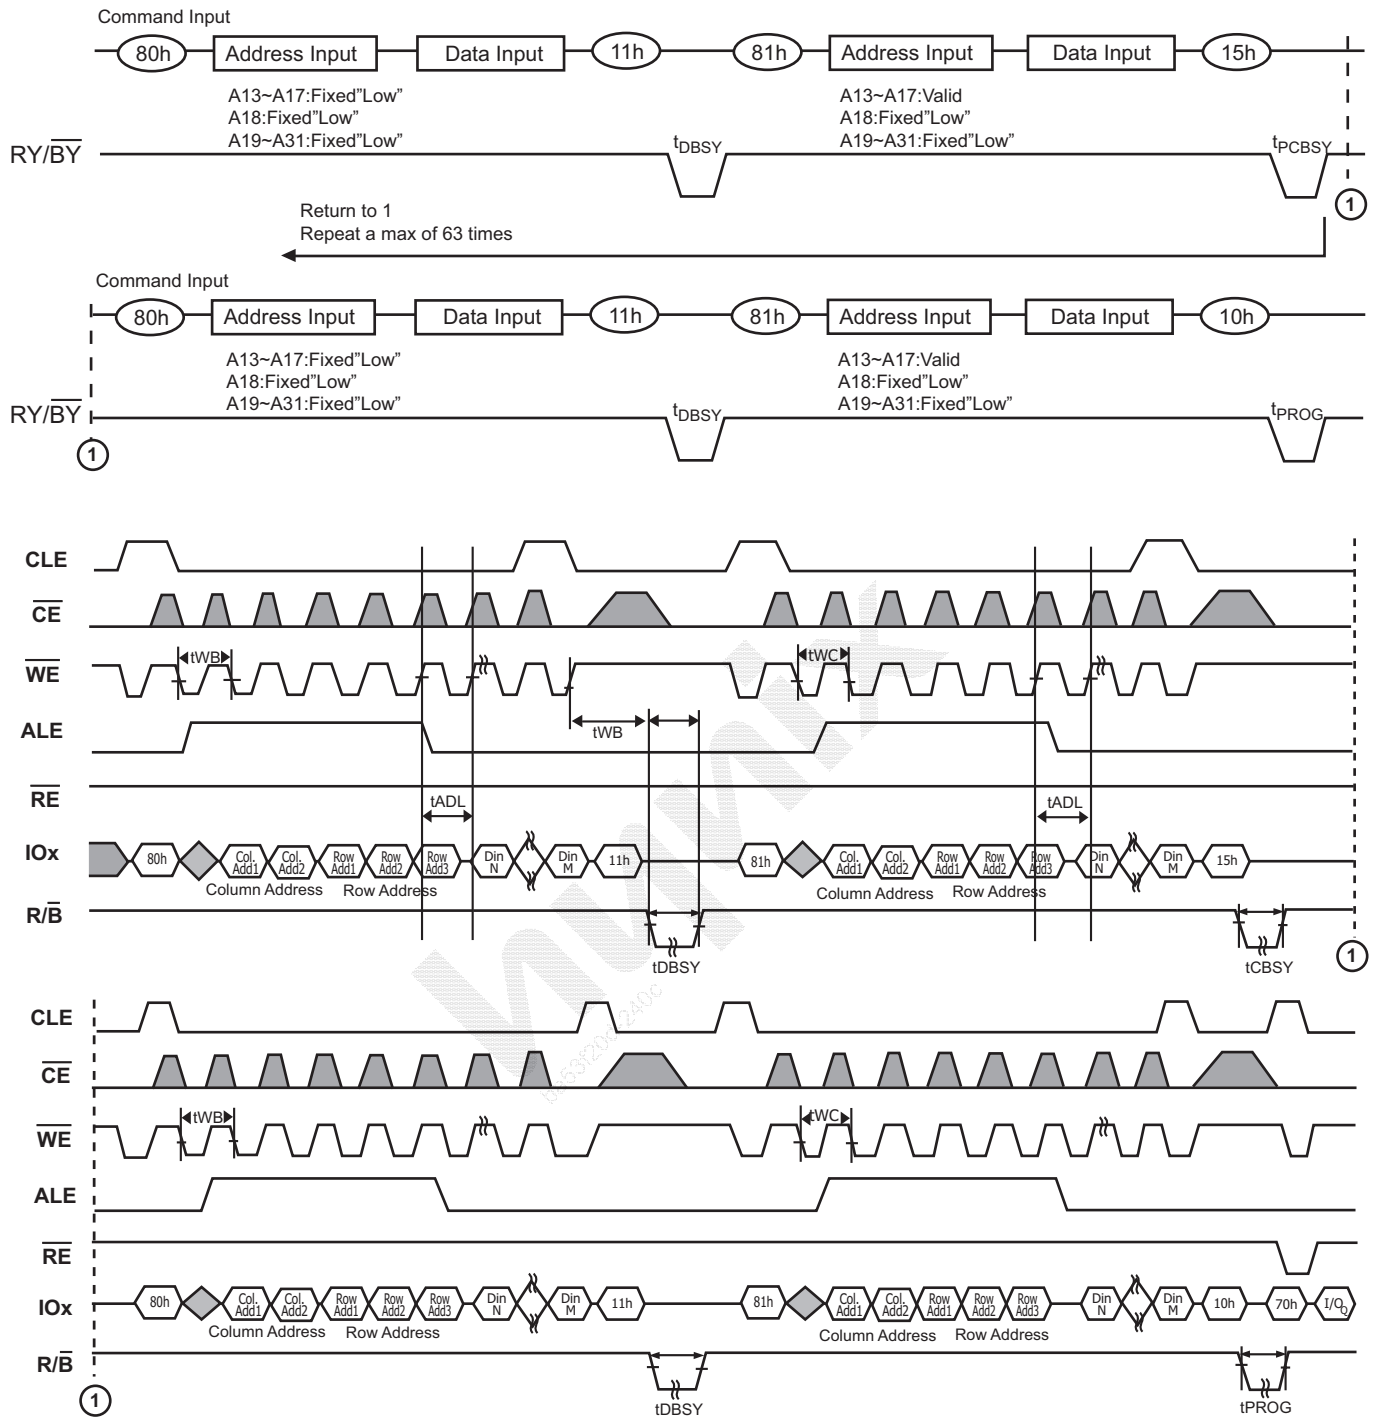 Command Input
80h Address Input Data Input 11h 81h Address Input Data Input 15h
A13~A17:Fixed"Low" A13~A17:Valid
A18:Fixed"Low" A18:Fixed"Low"
A19~A31:Fixed"Low" A19~A31:Fixed"Low"
RY/BY tDBSY tPCBSY
1
Return to 1
Repeat a max of 63 times
Command Input
80h Address Input Data Input 11h 81h Address Input Data Input 10h
A13~A17:Fixed"Low" A13~A17:Valid
A18:Fixed"Low" A18:Fixed"Low"
A19~A31:Fixed"Low" A19~A31:Fixed"Low"
RY/BY tDBSY tPROG
1
CLE
CE
WE tWB tWC
ALE tWB
RE
tADL tADL
IOx 80h Col. Add1 Col. Add2 Row Add1 Row Add2 Row Add3 Din N Din M 11h 81h Col. Add1 Col. Add2 Row Add1 Row Add2 Row Add3 Din N Din M 15h
Column Address Row Address Column Address Row Address
R/B
tDBSY tCBSY 1
CLE
CE
WE tWB tWC
ALE
RE
IOx 80h Col. Add1 Col. Add2 Row Add1 Row Add2 Row Add3 Din N Din M 11h 81h Col. Add1 Col. Add2 Row Add1 Row Add2 Row Add3 Din N Din M 10h 70h I/O0
Column Address Row Address Column Address Row Address
R/B
1 tDBSY tPROG
hynix